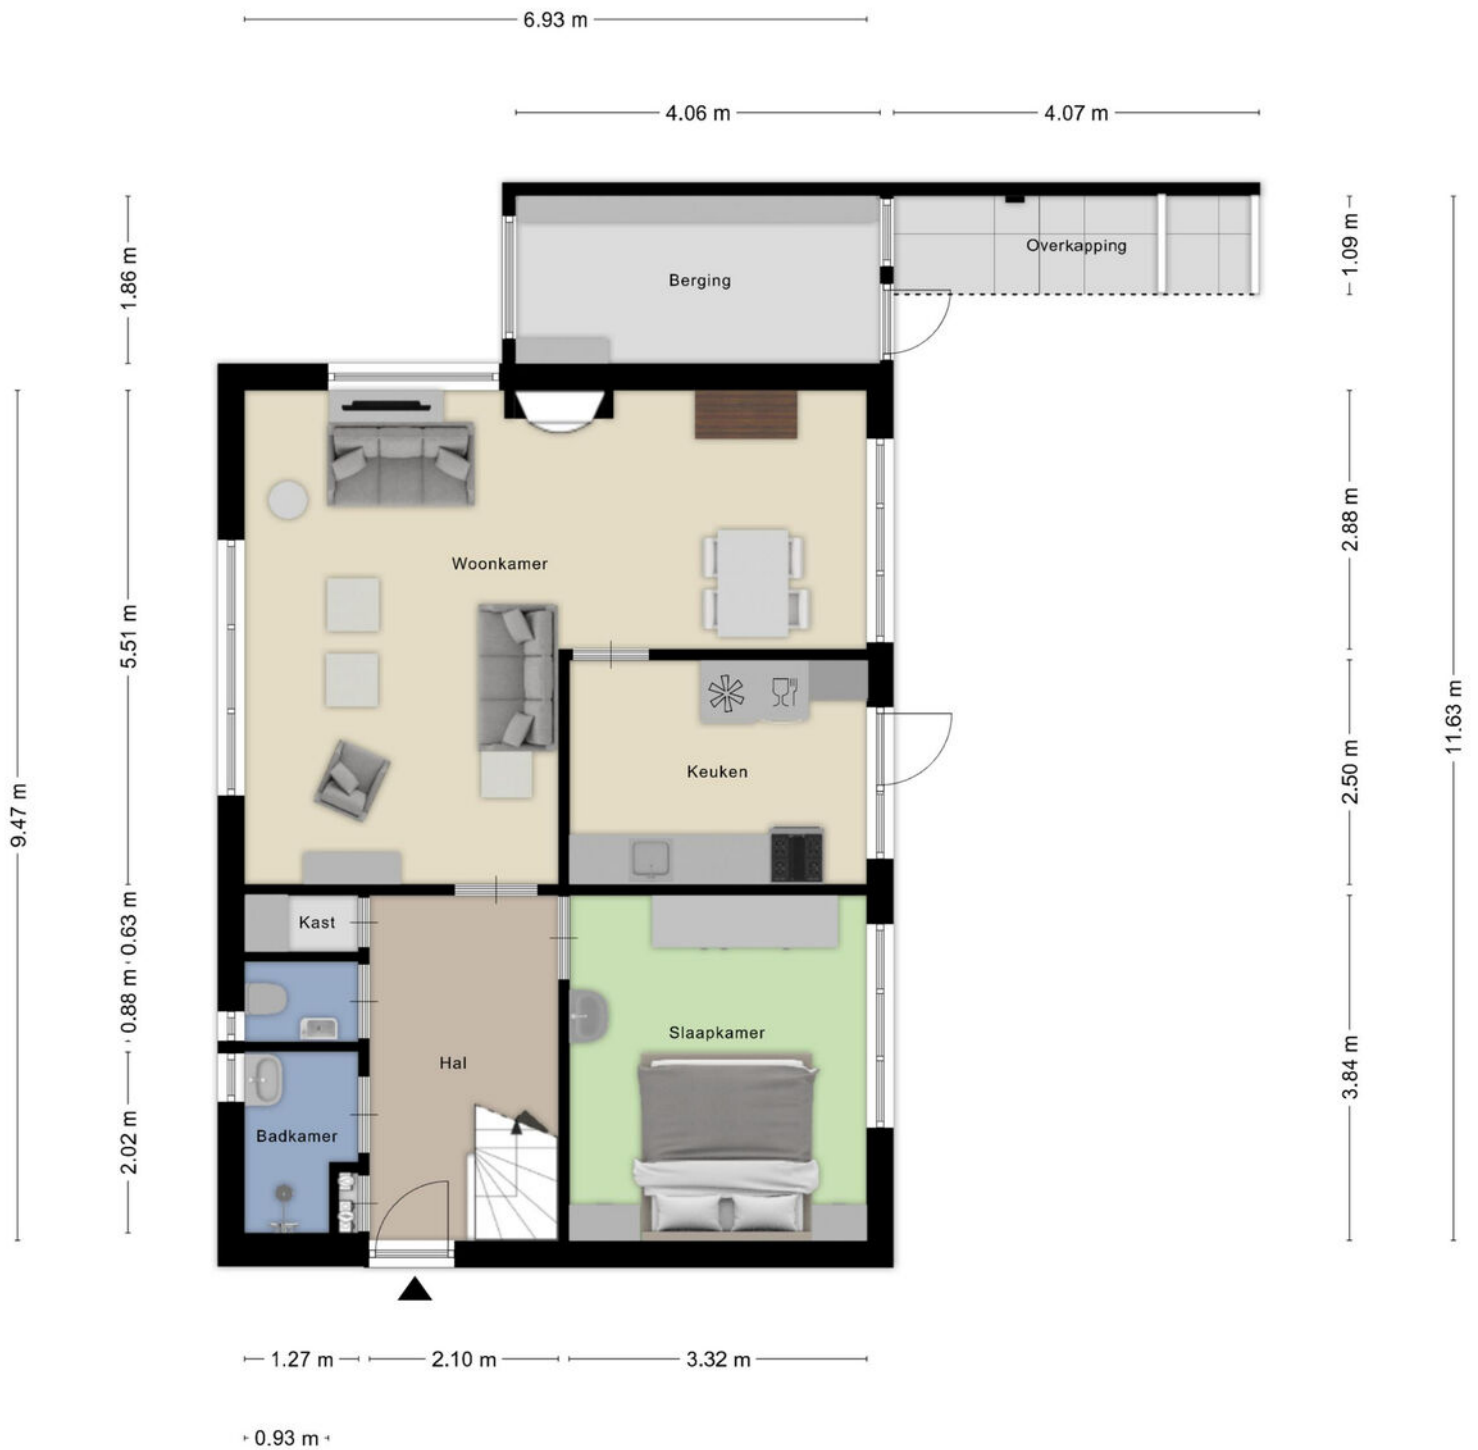 6.93 m
4.06 m
4.07 m
1.86 m
Berging
Overkapping
1.09 m
Woonkamer
2.88 m
5.51 m
9.47 m
Keuken
2.50 m
11.63 m
Kast
0.63 m
0.88 m
Hal
Slaapkamer
3.84 m
Badkamer
2.02 m
1.27 m
2.10 m
3.32 m
0.93 m